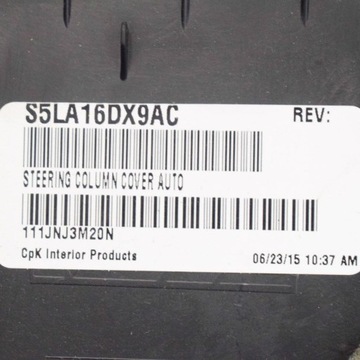 S5LA16DX9AC REV:
STEERING COLUMN COVER AUTO
111JNJ3M20N
CpK Interior Products 06/23/15 10:37 AM